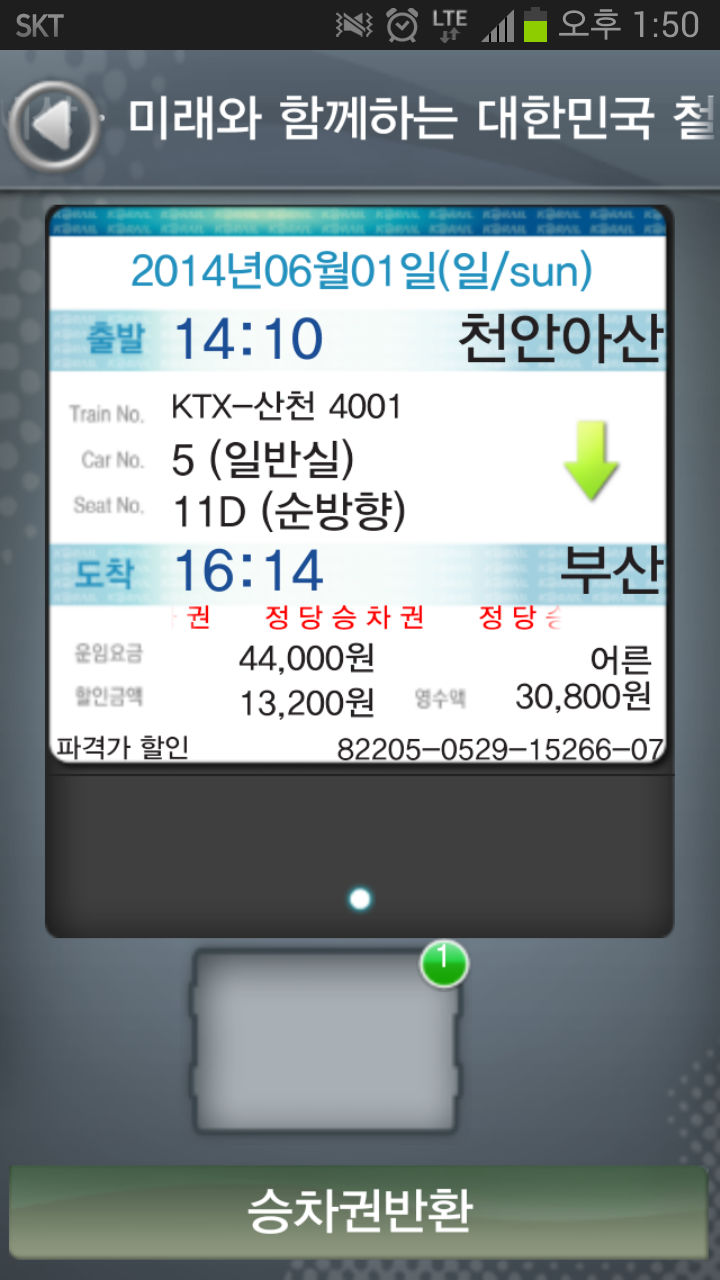 SKT LTE 오후 1:50
미래와 함께하는 대한민국 철
2014년06월01일(일/sun)
출발 14:10 천안아산
Train No. KTX-산천 4001
Car No. 5 (일반실)
Seat No. 11D (순방향)
도착 16:14 부산
권 정당승차권 정당승
운임요금 44,000원 어른
할인금액 13,200원 영수액 30,800원
파격가 할인 82205-0529-15266-07
1
승차권반환